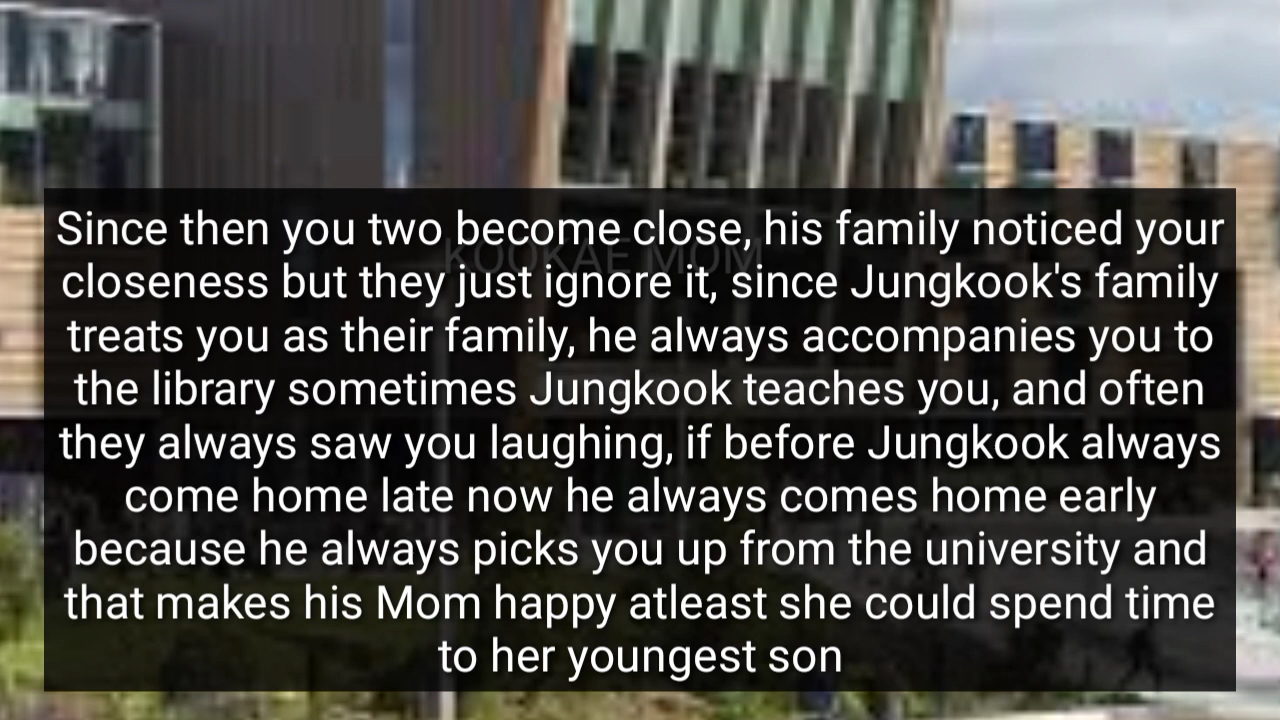 Since then you two become close, his family noticed your
closeness but they just ignore it, since Jungkook's family
treats you as their family, he always accompanies you to
the library sometimes Jungkook teaches you, and often
they always saw you laughing, if before Jungkook always
come home late now he always comes home early
because he always picks you up from the university and
that makes his Mom happy atleast she could spend time
to her youngest son
KOOKAE MOM